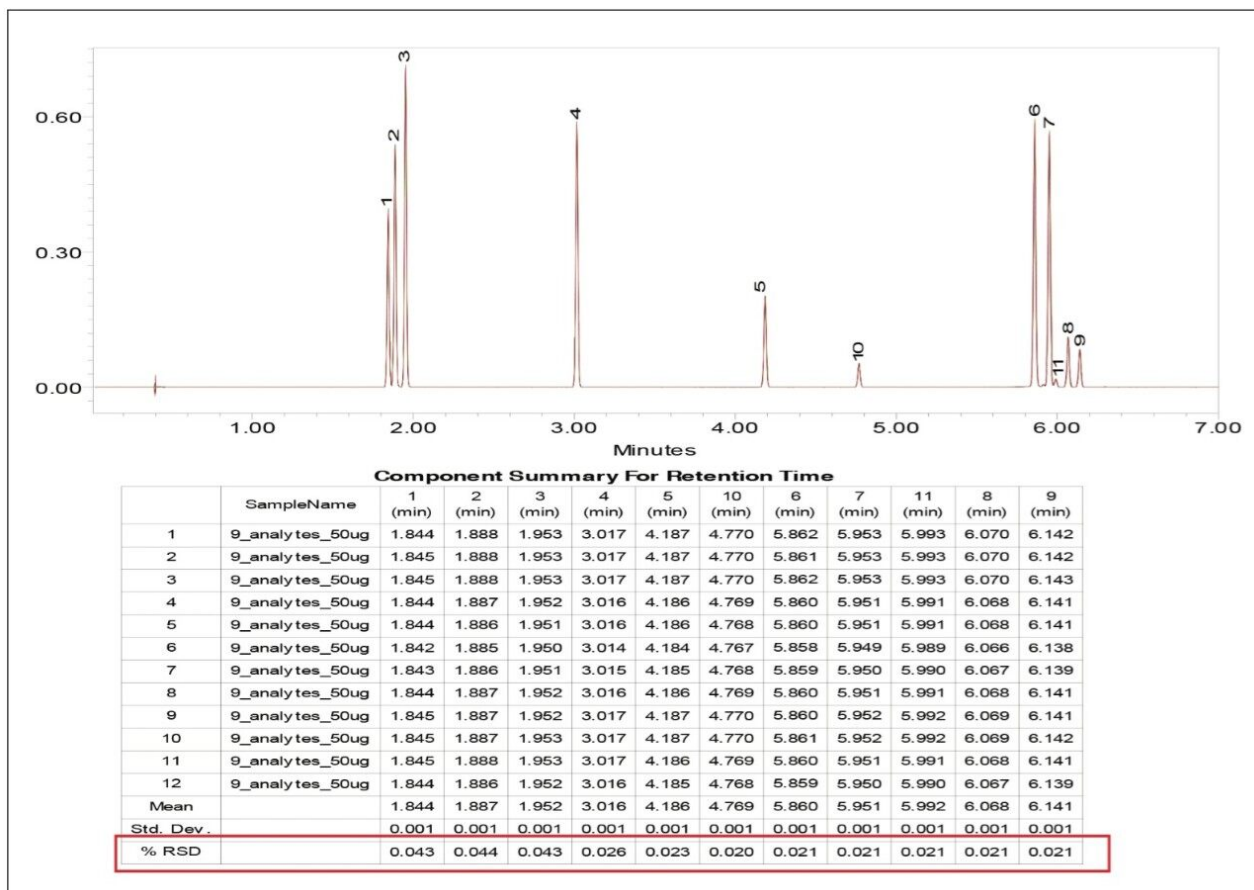 3
6
7
4
0.60
2
1
0.30
5
8
10
9
11
0.00
1.00 2.00 3.00 4.00 5.00 6.00 7.00
Minutes
Component Summary For Retention Time
SampleName 1 (min) 2 (min) 3 (min) 4 (min) 5 (min) 10 (min) 6 (min) 7 (min) 11 (min) 8 (min) 9 (min)
1 9_analytes_50ug 1.844 1.888 1.953 3.017 4.187 4.770 5.862 5.953 5.993 6.070 6.142
2 9_analytes_50ug 1.845 1.888 1.953 3.017 4.187 4.770 5.861 5.953 5.993 6.070 6.142
3 9_analytes_50ug 1.845 1.888 1.953 3.017 4.187 4.770 5.862 5.953 5.993 6.070 6.143
4 9_analytes_50ug 1.844 1.887 1.952 3.016 4.186 4.769 5.860 5.951 5.991 6.068 6.141
5 9_analytes_50ug 1.844 1.886 1.951 3.016 4.186 4.768 5.860 5.951 5.991 6.068 6.141
6 9_analytes_50ug 1.842 1.885 1.950 3.014 4.184 4.767 5.858 5.949 5.989 6.066 6.138
7 9_analytes_50ug 1.843 1.886 1.951 3.015 4.185 4.768 5.859 5.950 5.990 6.067 6.139
8 9_analytes_50ug 1.844 1.887 1.952 3.016 4.186 4.769 5.860 5.951 5.991 6.068 6.141
9 9_analytes_50ug 1.845 1.887 1.952 3.017 4.187 4.770 5.860 5.952 5.992 6.069 6.141
10 9_analytes_50ug 1.845 1.887 1.953 3.017 4.187 4.770 5.861 5.952 5.992 6.069 6.142
11 9_analytes_50ug 1.845 1.888 1.953 3.017 4.186 4.769 5.860 5.951 5.991 6.068 6.141
12 9_analytes_50ug 1.844 1.886 1.952 3.016 4.185 4.768 5.859 5.950 5.990 6.067 6.139
Mean 1.844 1.887 1.952 3.016 4.186 4.769 5.860 5.951 5.992 6.068 6.141
Std. Dev. 0.001 0.001 0.001 0.001 0.001 0.001 0.001 0.001 0.001 0.001 0.001
% RSD 0.043 0.044 0.043 0.026 0.023 0.020 0.021 0.021 0.021 0.021 0.021